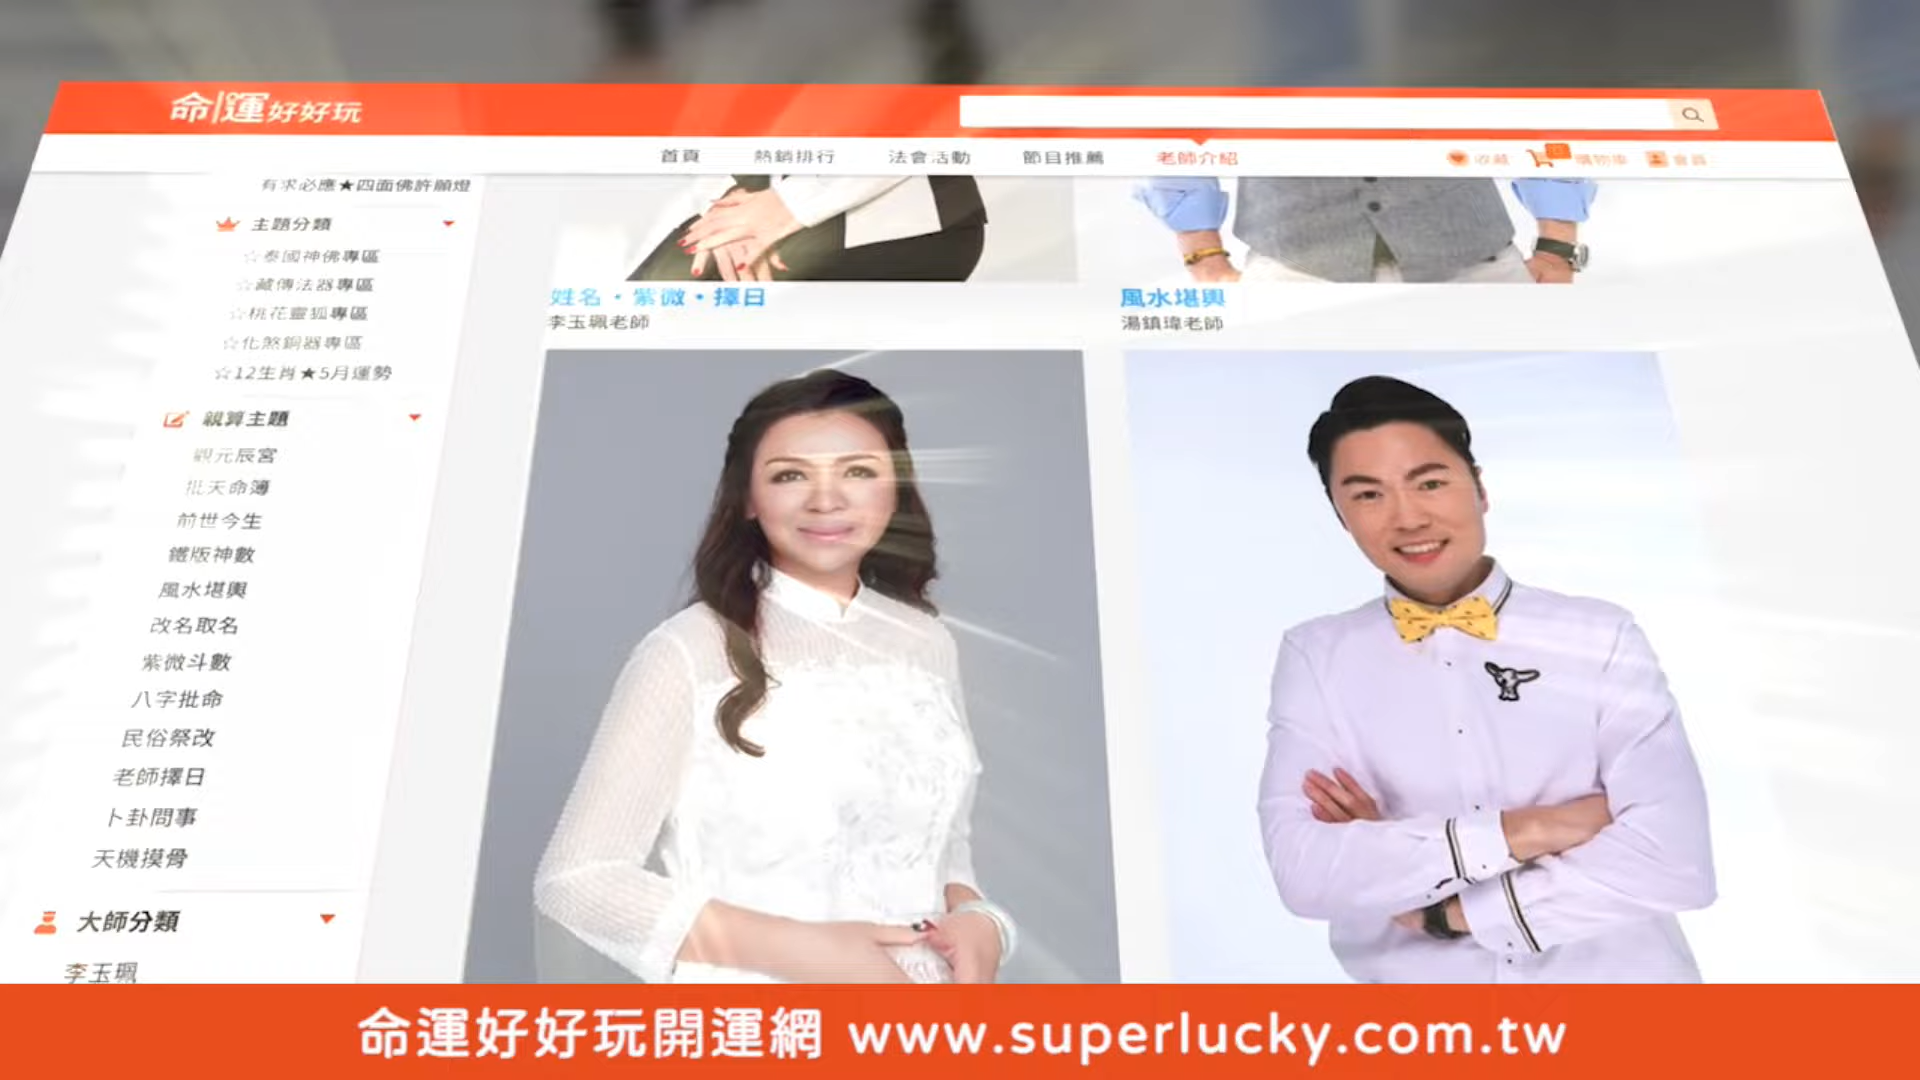 命|運好好玩
首頁 熱銷排行 法會活動 節目推薦 老師介紹 收藏 購物車 會員
有求必應★四面佛許願燈
主題分類
☆泰國神佛專區
☆藏傳法器專區
☆桃花靈狐專區
☆化煞銅器專區
☆12生肖★5月運勢
親算主題
觀元辰宮
批天命簿
前世今生
鐵版神數
風水堪輿
改名取名
紫微斗數
八字批命
民俗祭改
老師擇日
卜卦問事
天機摸骨
大師分類
李玉珮
姓名・紫微・擇日
李玉珮老師
風水堪輿
湯鎮瑋老師
命運好好玩開運網 www.superlucky.com.tw